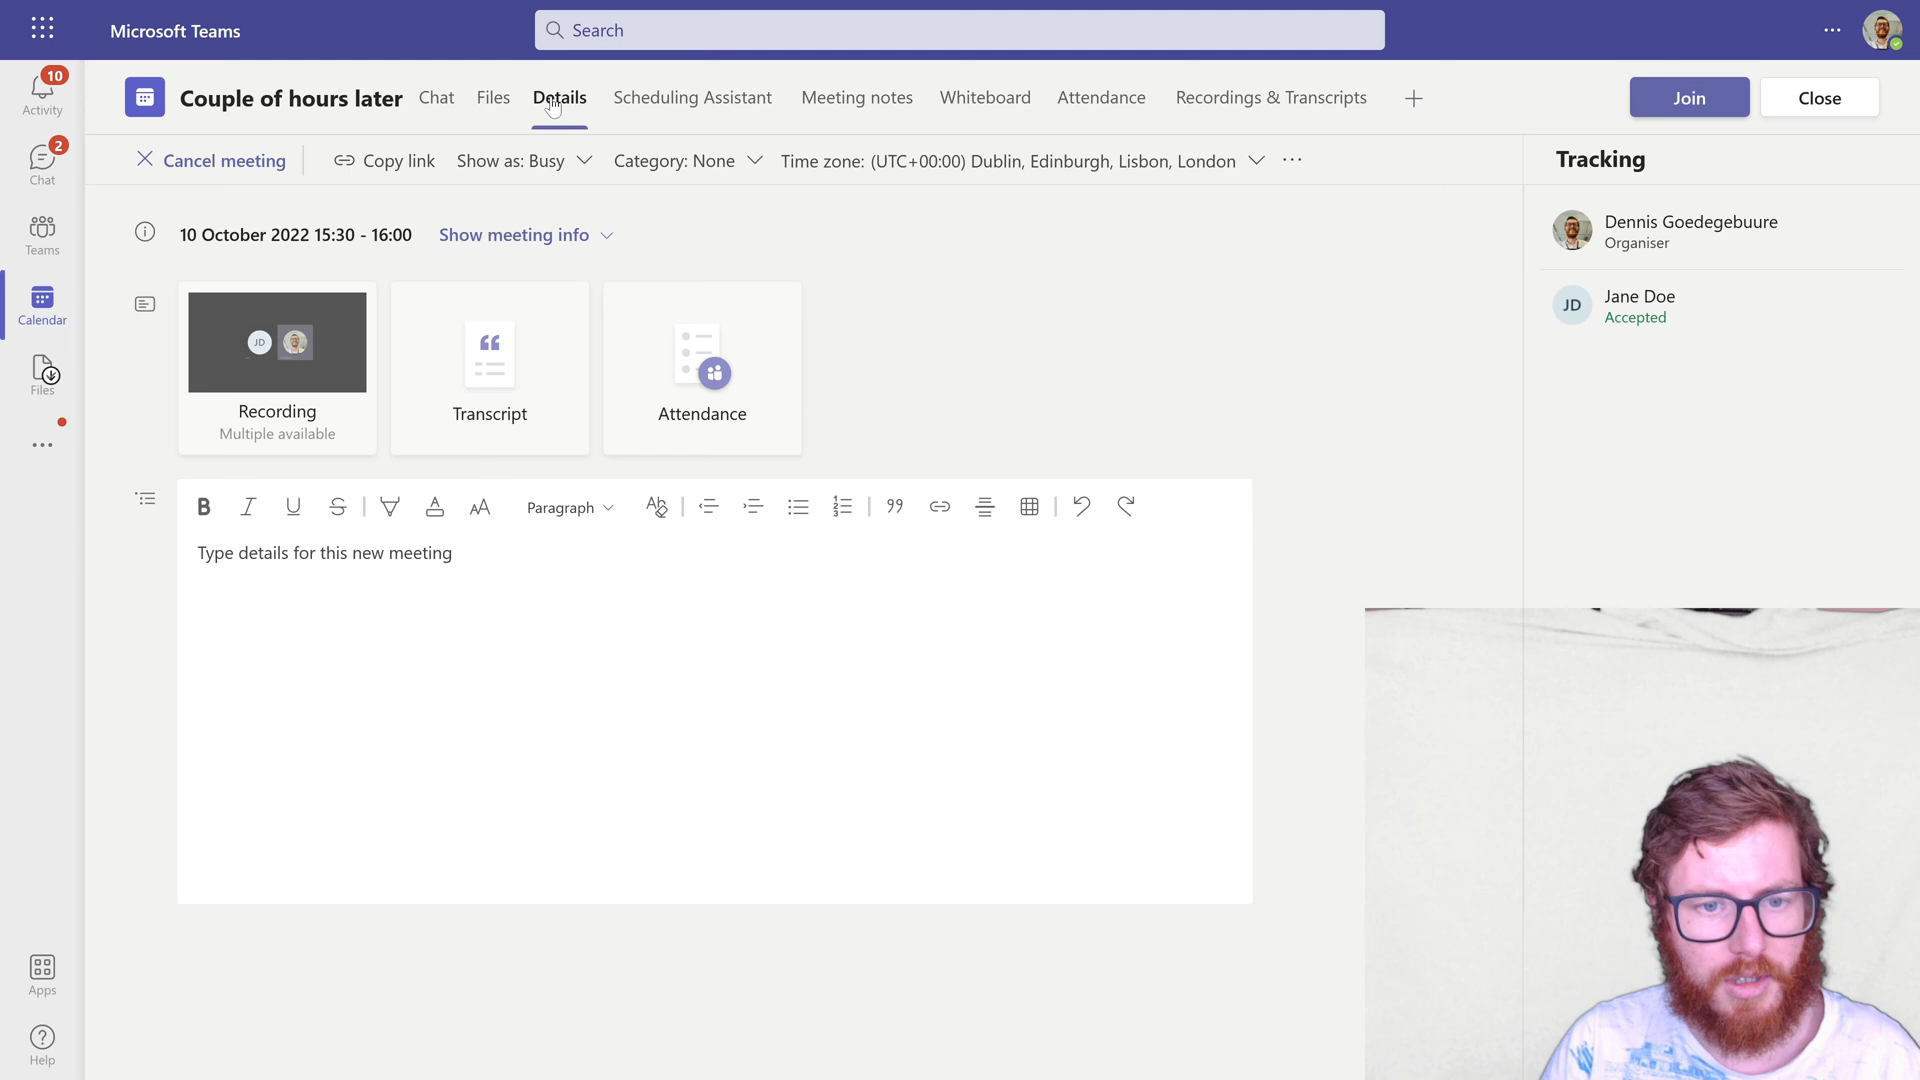 Microsoft Teams
Search
10
Activity
2
Chat
Teams
Calendar
Files
Apps
Help
Couple of hours later
Chat
Files
Details
Scheduling Assistant
Meeting notes
Whiteboard
Attendance
Recordings & Transcripts
Join
Close
Cancel meeting
Copy link
Show as: Busy
Category: None
Time zone: (UTC+00:00) Dublin, Edinburgh, Lisbon, London
10 October 2022 15:30 - 16:00
Show meeting info
JD
Recording
Multiple available
Transcript
Attendance
Paragraph
Type details for this new meeting
Tracking
Dennis Goedegebuure
Organiser
JD
Jane Doe
Accepted